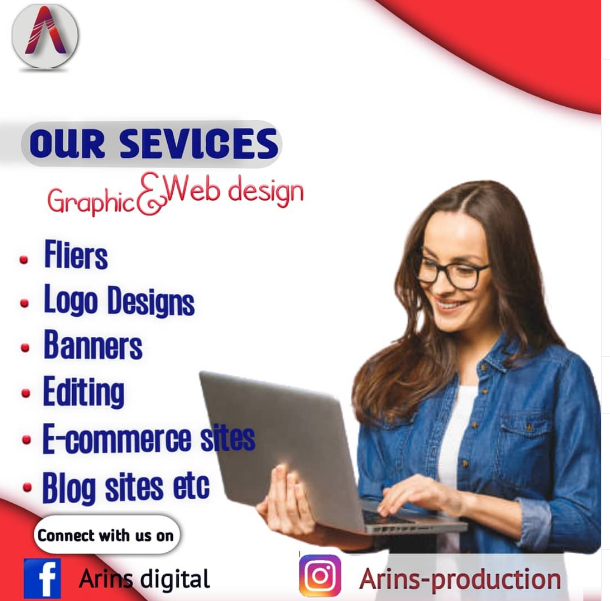 OUR SEVICES
Graphic & Web design
Fliers
Logo Designs
Banners
Editing
E-commerce sites
Blog sites etc
Connect with us on
Arins digital
Arins-production